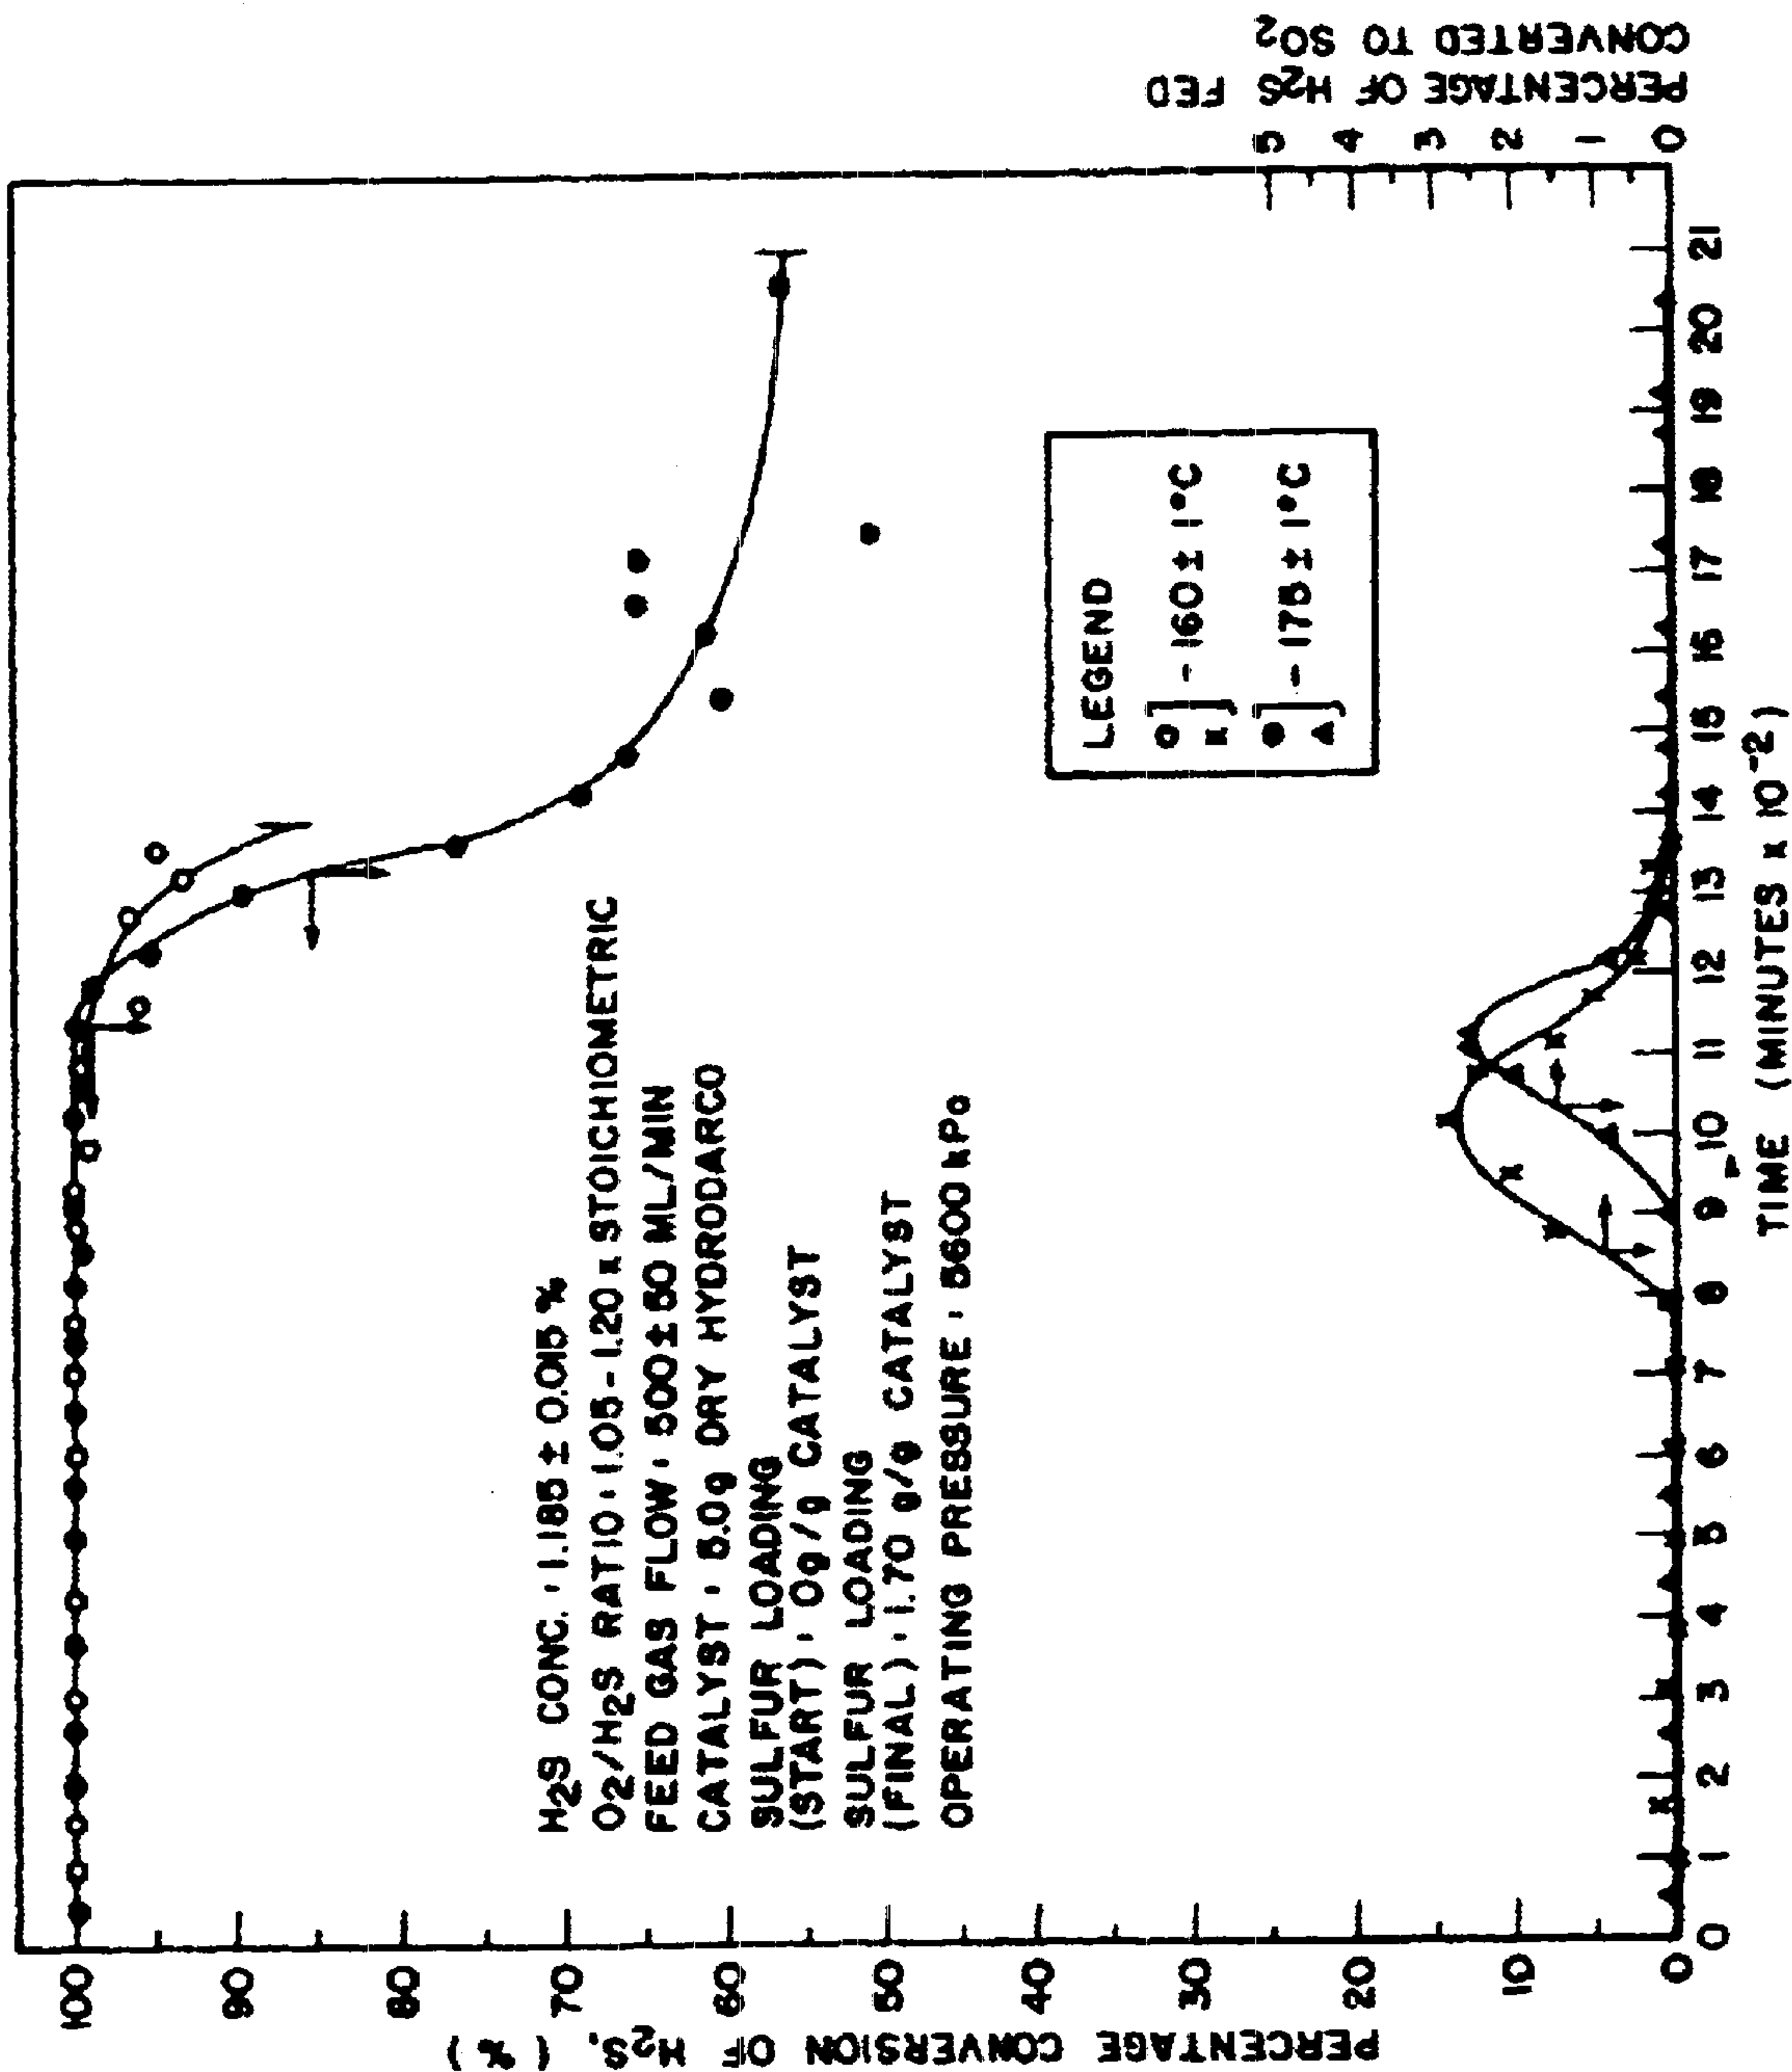 PERCENTAGE CONVERSION OF H2S, (%)
100
90
80
70
60
50
40
30
20
10
0
H2S CONC. : 1.185 ± 0.015 %
O2/H2S RATIO : 1.05 - 1.20 x STOICHIOMETRIC
FEED GAS FLOW : 500 ± 50 ML/MIN
CATALYST : 5.0g DRY HYDRODARCO
SULFUR LOADING
(START) : 0g/g CATALYST
SULFUR LOADING
(FINAL) : 1.70 g/g CATALYST
OPERATING PRESSURE : 5600 kPa
LEGEND
o ] - 160 ± 1°C
x
● ] - 175 ± 1°C
▲
0 1 2 3 4 5 6 7 8 9 10 11 12 13 14 15 16 17 18 19 20 21
TIME (MINUTES x 10-2)
PERCENTAGE OF H2S FED
CONVERTED TO SO2
5
4
3
2
1
0